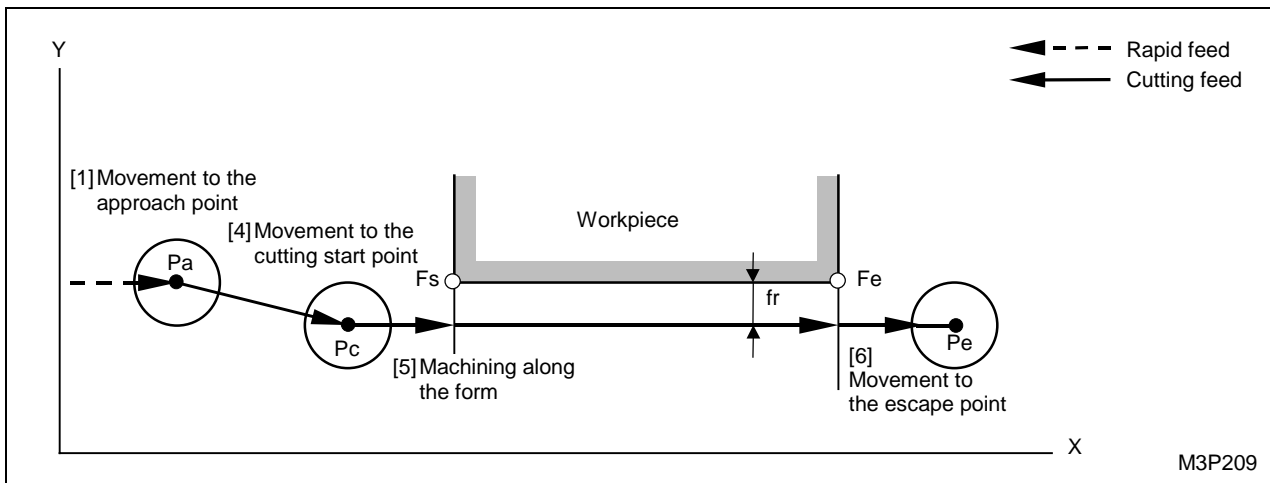 Y
Rapid feed
Cutting feed
[1] Movement to the
approach point
[4] Movement to the
cutting start point
Workpiece
Pa
Fs
Fe
fr
Pc
Pe
[5] Machining along
the form
[6]
Movement to
the escape point
X
M3P209